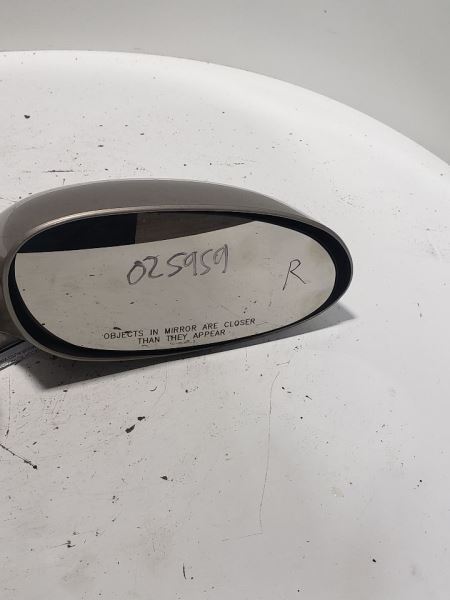 025959
R
OBJECTS IN MIRROR ARE CLOSER
THAN THEY APPEAR